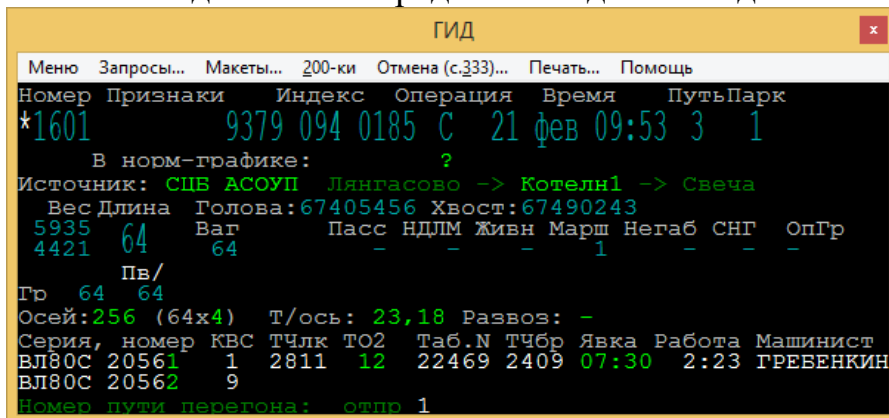 ГИД
x
Меню Запросы... Макеты... 200-ки Отмена (с.333)... Печать... Помощь
Номер Признаки Индекс Операция Время ПутьПарк
*1601 9379 094 0185 С 21 фев 09:53 3 1
В норм-графике: ?
Источник: СЦБ АСОУП Лянгасово -> Котелн1 -> Свеча
Вес Длина Голова:67405456 Хвост:67490243
5935 64 Ваг Пасс НДЛМ Живн Марш Негаб СНГ ОпГр
4421 64 - - - 1 - - -
Пв/
Гр 64 64
Осей:256 (64x4) Т/ось: 23,18 Развоз: -
Серия, номер КВС ТЧлк ТО2 Таб.N ТЧбр Явка Работа Машинист
ВЛ80С 20561 1 2811 12 22469 2409 07:30 2:23 ГРЕБЕНКИН
ВЛ80С 20562 9
Номер пути перегона: отпр 1